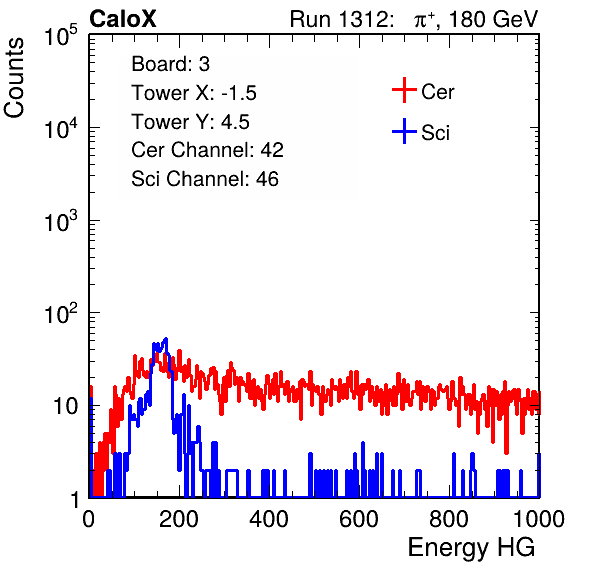 CaloX Run 1312: π⁺, 180 GeV
Board: 3
Tower X: -1.5
Tower Y: 4.5
Cer Channel: 42
Sci Channel: 46
Cer
Sci
Counts
10⁵
10⁴
10³
10²
10
1
0 200 400 600 800 1000
Energy HG